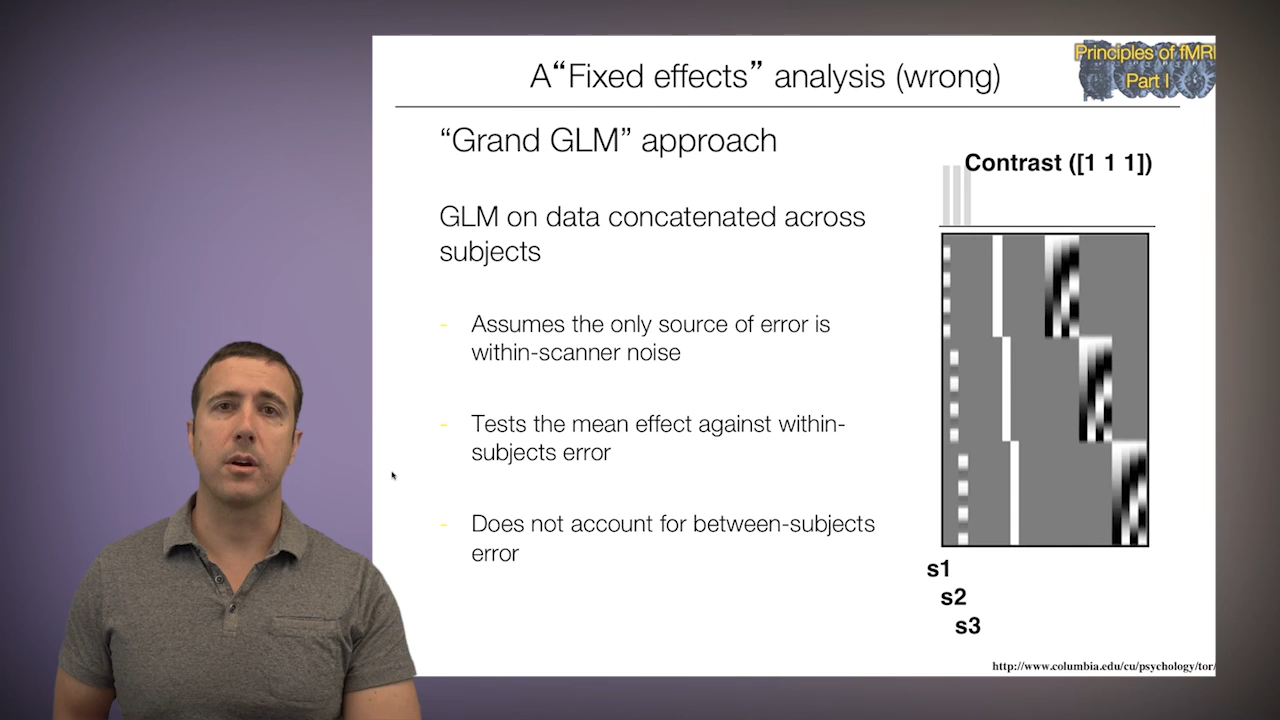 A“Fixed effects” analysis (wrong)
Principles of fMRI
Part I
“Grand GLM” approach
Contrast ([1 1 1])
GLM on data concatenated across
subjects
- Assumes the only source of error is
within-scanner noise
- Tests the mean effect against within-
subjects error
- Does not account for between-subjects
error
s1
s2
s3
http://www.columbia.edu/cu/psychology/tor/